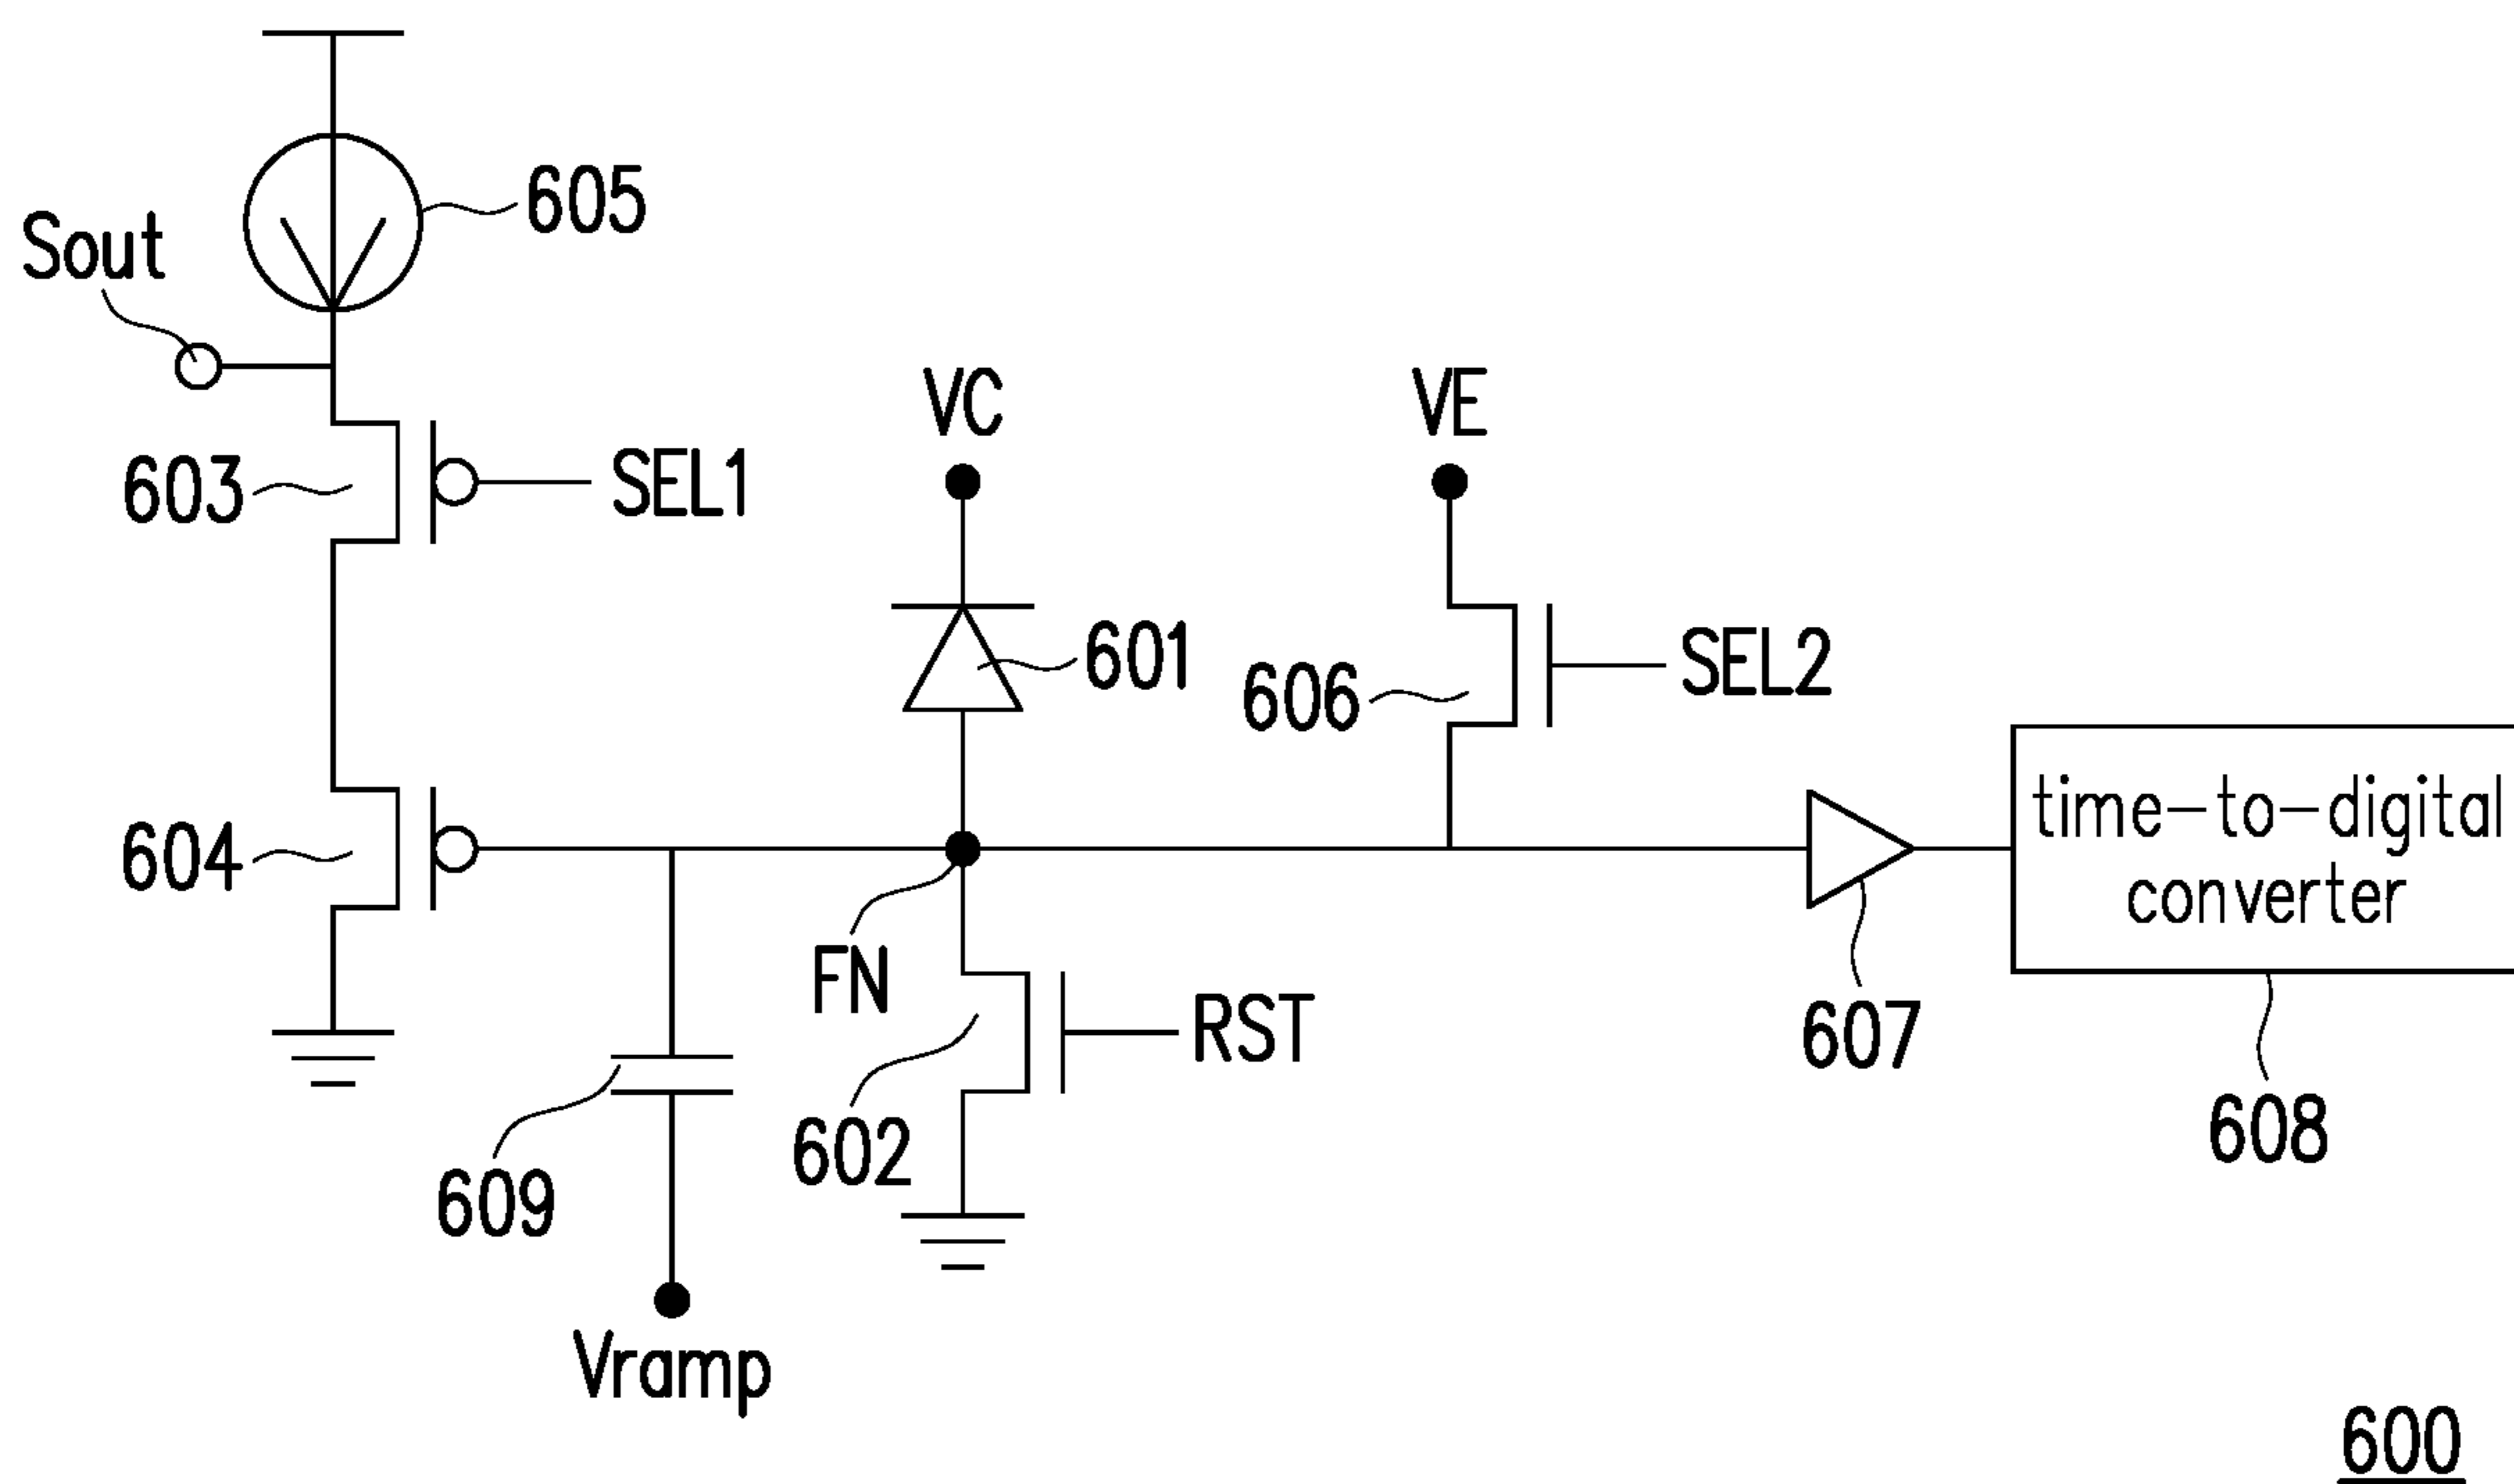 605
Sout
VC
VE
603
SEL1
601
606
SEL2
time-to-digital
converter
604
FN
RST
607
602
608
609
Vramp
600